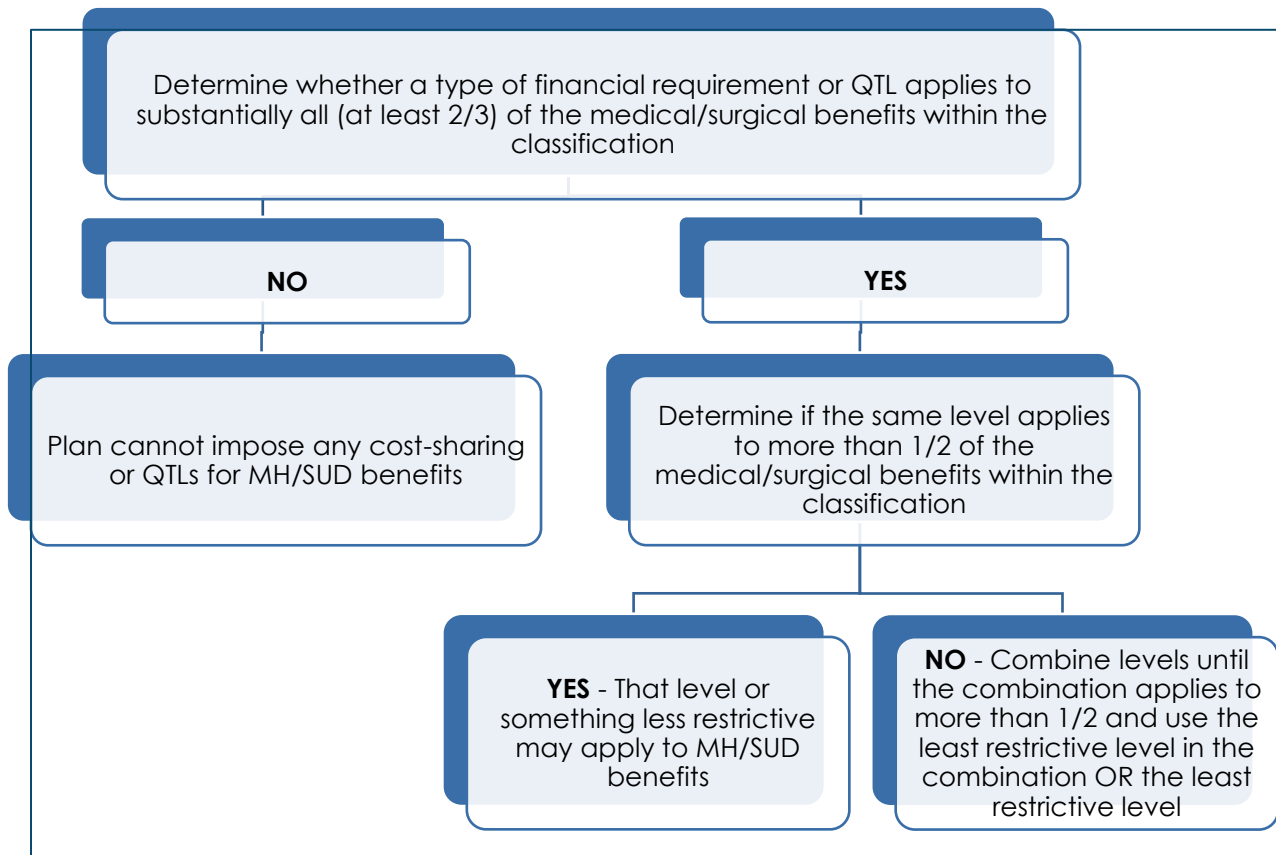 Determine whether a type of financial requirement or QTL applies to
substantially all (at least 2/3) of the medical/surgical benefits within the
classification
NO
YES
Plan cannot impose any cost-sharing
or QTLs for MH/SUD benefits
Determine if the same level applies
to more than 1/2 of the
medical/surgical benefits within the
classification
YES - That level or
something less restrictive
may apply to MH/SUD
benefits
NO - Combine levels until
the combination applies to
more than 1/2 and use the
least restrictive level in the
combination OR the least
restrictive level